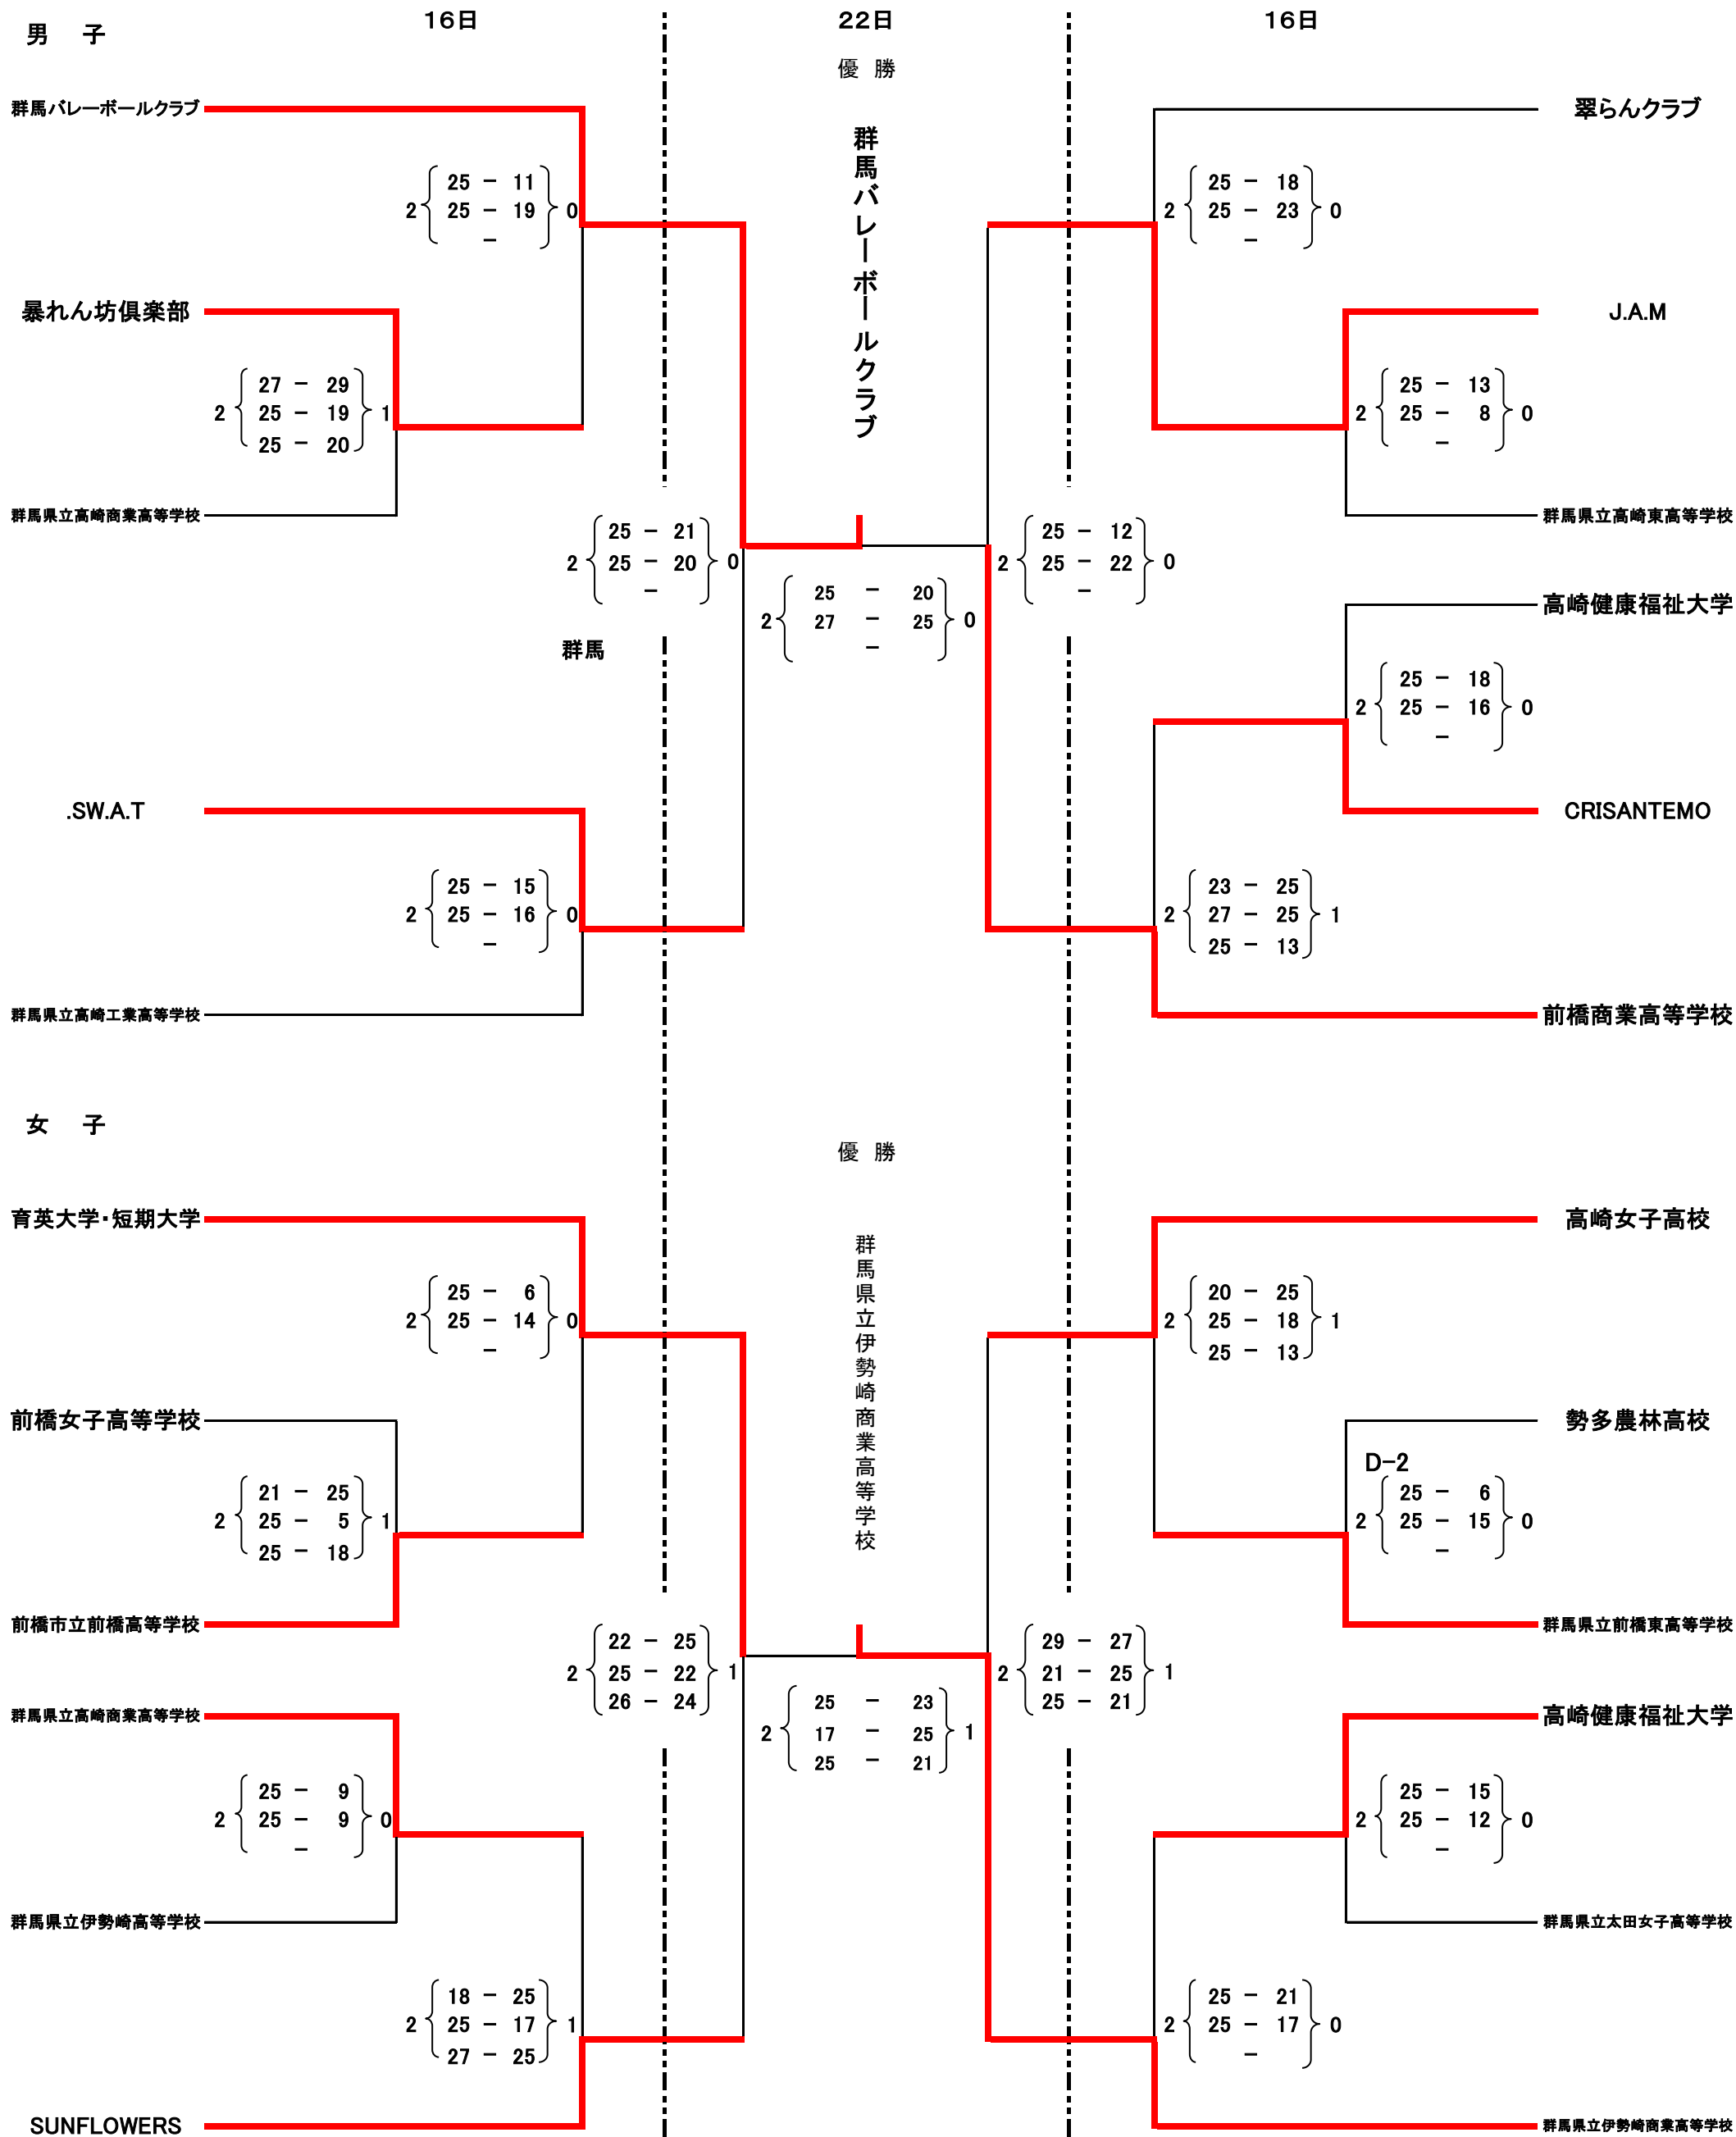 男 子
16日
22日
16日
優 勝
群馬バレーボールクラブ
群馬バレーボールクラブ
翠らんクラブ
2 25 - 11 0
25 - 19
-
2 25 - 18 0
25 - 23
-
暴れん坊倶楽部
J.A.M
2 27 - 29 1
25 - 19
25 - 20
2 25 - 13 0
25 - 8
-
群馬県立高崎商業高等学校
群馬県立高崎東高等学校
2 25 - 21 0
25 - 20
-
2 25 - 12 0
25 - 22
-
2 25 - 20 0
27 - 25
-
高崎健康福祉大学
群馬
2 25 - 18 0
25 - 16
-
.SW.A.T
CRISANTEMO
2 25 - 15 0
25 - 16
-
2 23 - 25 1
27 - 25
25 - 13
群馬県立高崎工業高等学校
前橋商業高等学校
女 子
優 勝
群馬県立伊勢崎商業高等学校
育英大学・短期大学
高崎女子高校
2 25 - 6 0
25 - 14
-
2 20 - 25 1
25 - 18
25 - 13
前橋女子高等学校
勢多農林高校
D-2
2 21 - 25 1
25 - 5
25 - 18
2 25 - 6 0
25 - 15
-
前橋市立前橋高等学校
群馬県立前橋東高等学校
2 22 - 25 1
25 - 22
26 - 24
2 29 - 27 1
21 - 25
25 - 21
2 25 - 23 1
17 - 25
25 - 21
群馬県立高崎商業高等学校
高崎健康福祉大学
2 25 - 9 0
25 - 9
-
2 25 - 15 0
25 - 12
-
群馬県立伊勢崎高等学校
群馬県立太田女子高等学校
2 18 - 25 1
25 - 17
27 - 25
2 25 - 21 0
25 - 17
-
SUNFLOWERS
群馬県立伊勢崎商業高等学校